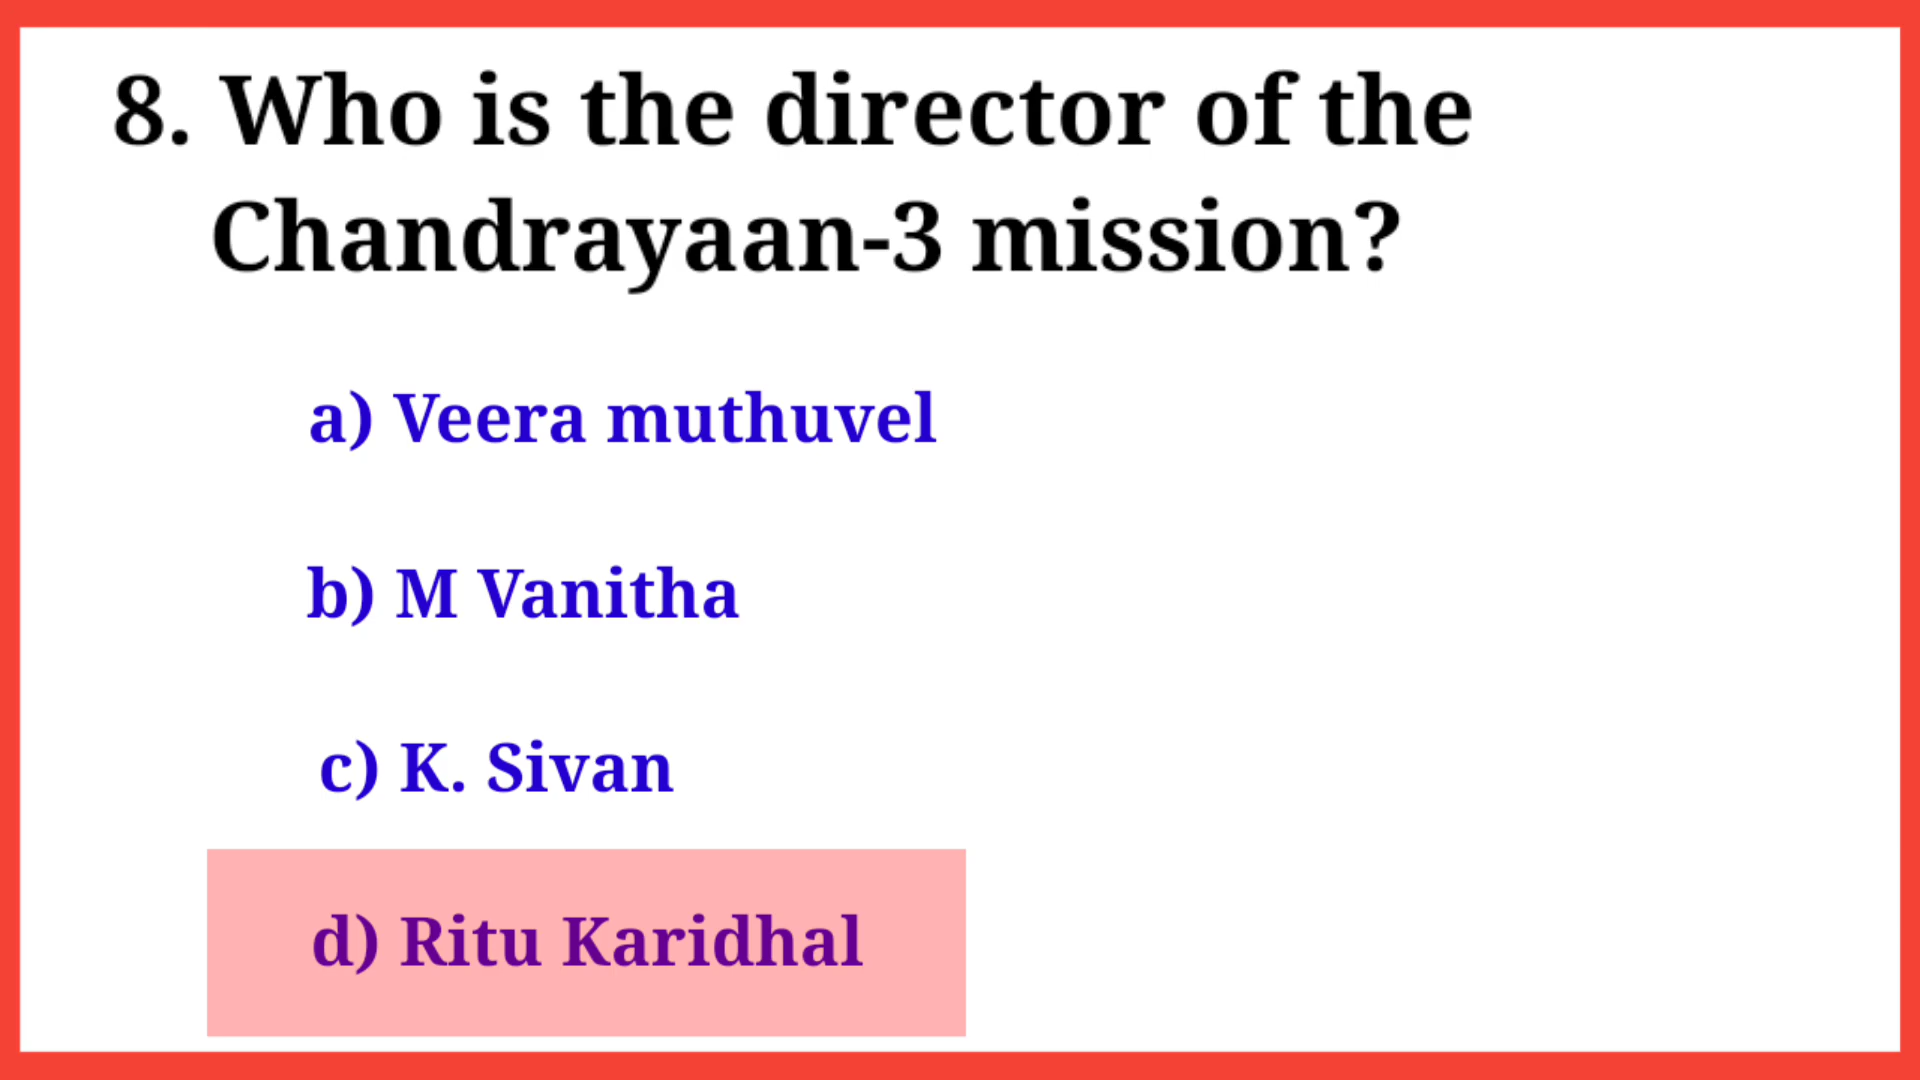 8. Who is the director of the
Chandrayaan-3 mission?
a) Veera muthuvel
b) M Vanitha
c) K. Sivan
d) Ritu Karidhal